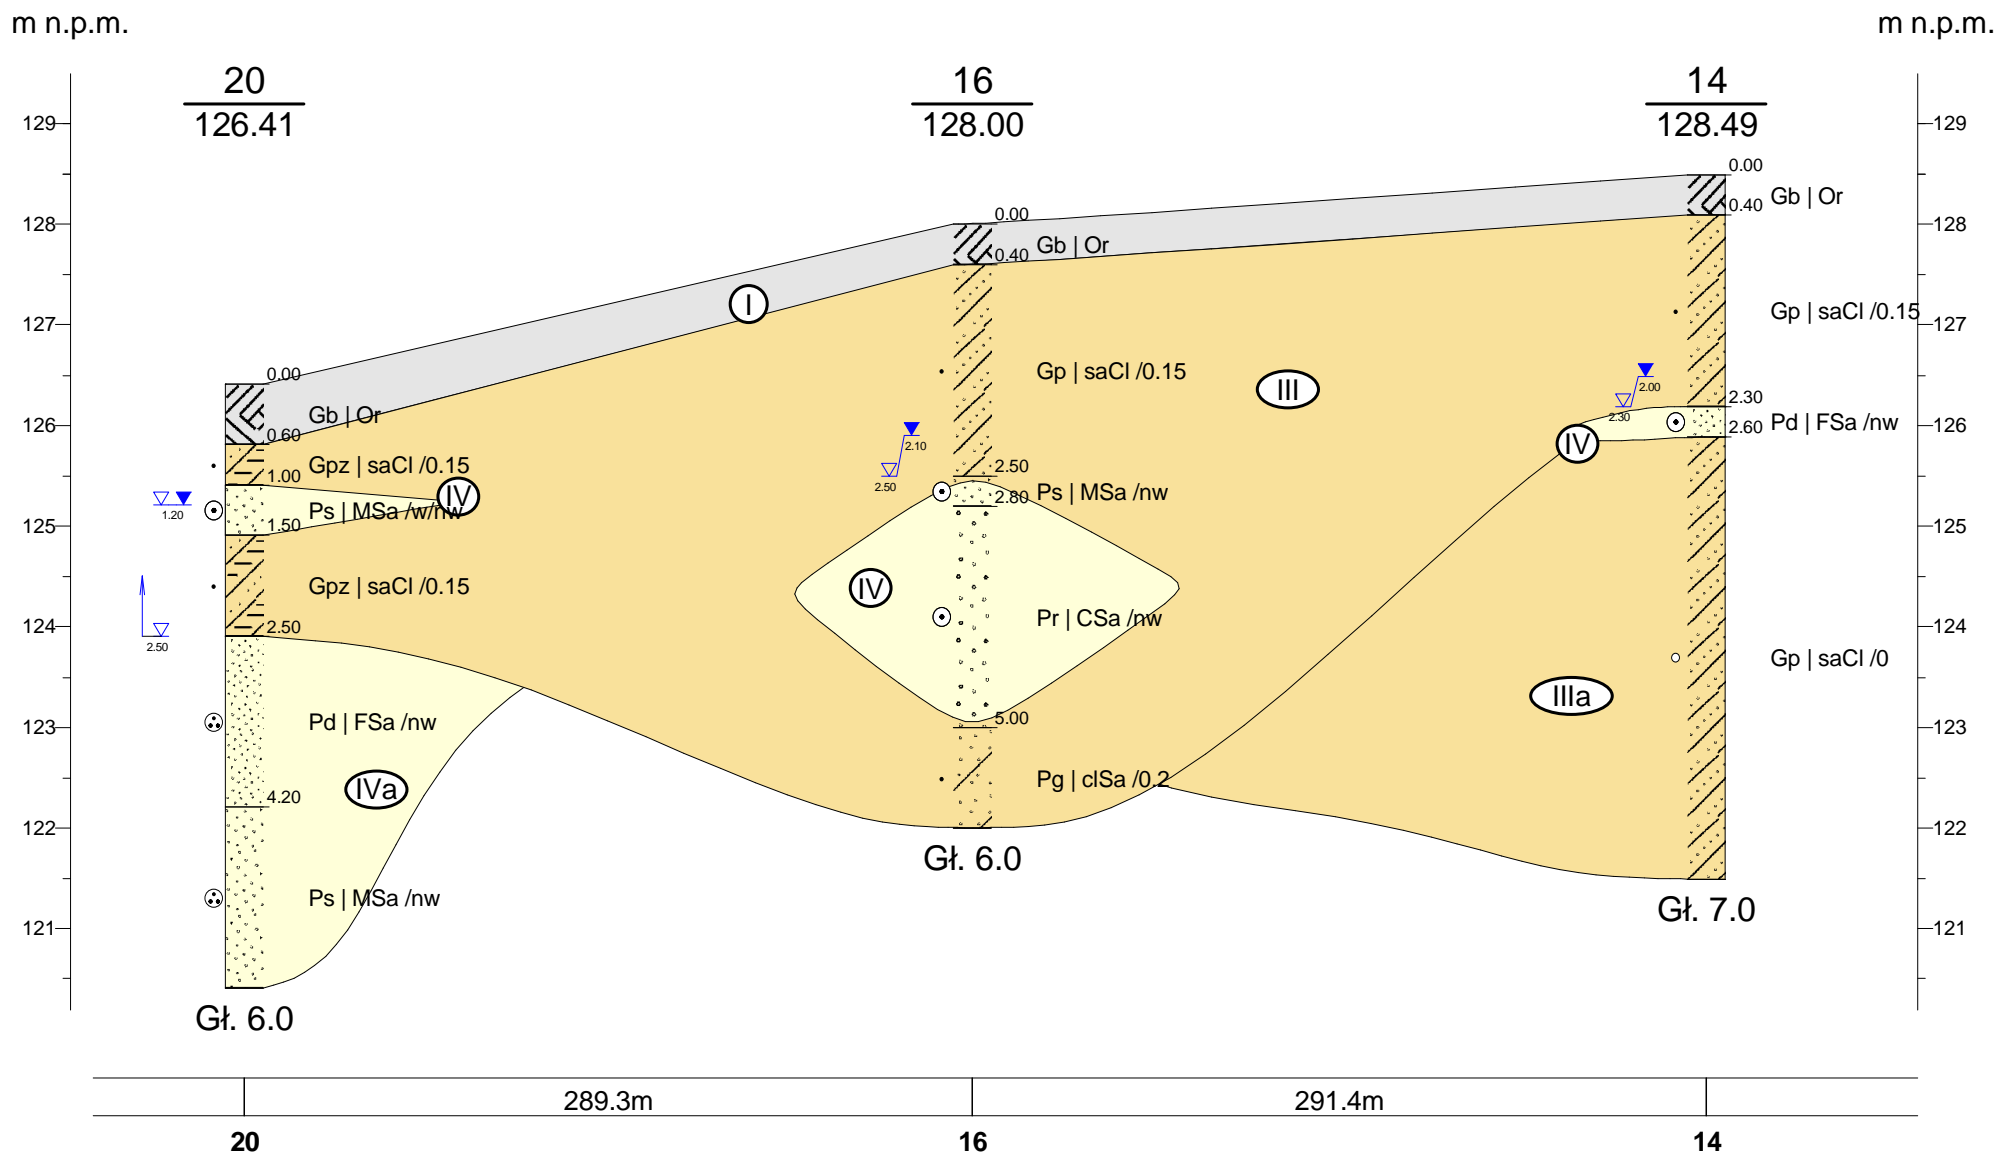 m n.p.m.
m n.p.m.
20
126.41
16
128.00
14
128.49
129
128
127
126
125
124
123
122
121
129
128
127
126
125
124
123
122
121
0.00
Gb | Or
0.60
Gpz | saCl /0.15
1.00
Ps | MSa /w/nw
1.50
Gpz | saCl /0.15
2.50
Pd | FSa /nw
4.20
Ps | MSa /nw
1.20
2.50
Gł. 6.0
I
IV
IVa
0.00
Gb | Or
0.40
Gp | saCl /0.15
2.10
2.50
2.50
Ps | MSa /nw
2.80
IV
Pr | CSa /nw
5.00
Pg | clSa /0.2
Gł. 6.0
III
IIIa
IV
0.00
Gb | Or
0.40
Gp | saCl /0.15
2.00
2.30
2.30
Pd | FSa /nw
2.60
Gp | saCl /0
Gł. 7.0
289.3m
291.4m
20
16
14